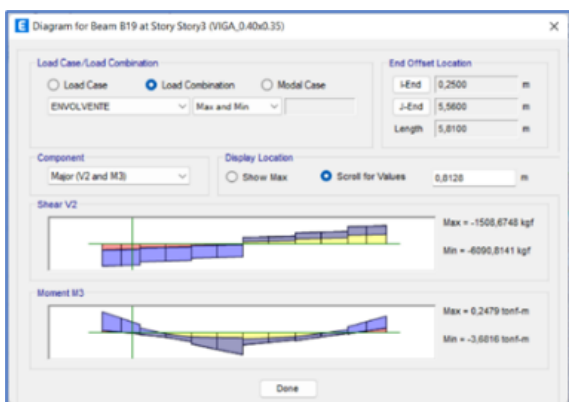 Diagram for Beam B19 at Story Story3 (VIGA_0.40x0.35)
Load Case/Load Combination
Load Case Load Combination Modal Case
ENVOLVENTE Max and Min
End Offset Location
I-End 0,2500 m
J-End 5,5600 m
Length 5,8100 m
Component
Major (V2 and M3)
Display Location
Show Max Scroll for Values 0,8128 m
Shear V2
Max = -1508,6748 kgf
Min = -6090,8141 kgf
Moment M3
Max = 0,2479 tonf-m
Min = -3,6816 tonf-m
Done